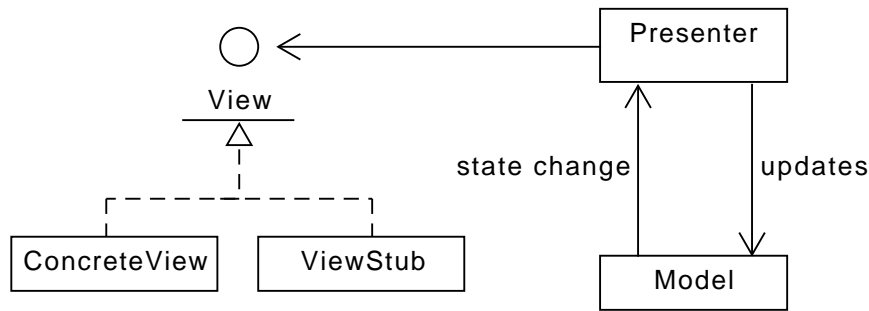 Presenter
View
state change
updates
ConcreteView
ViewStub
Model